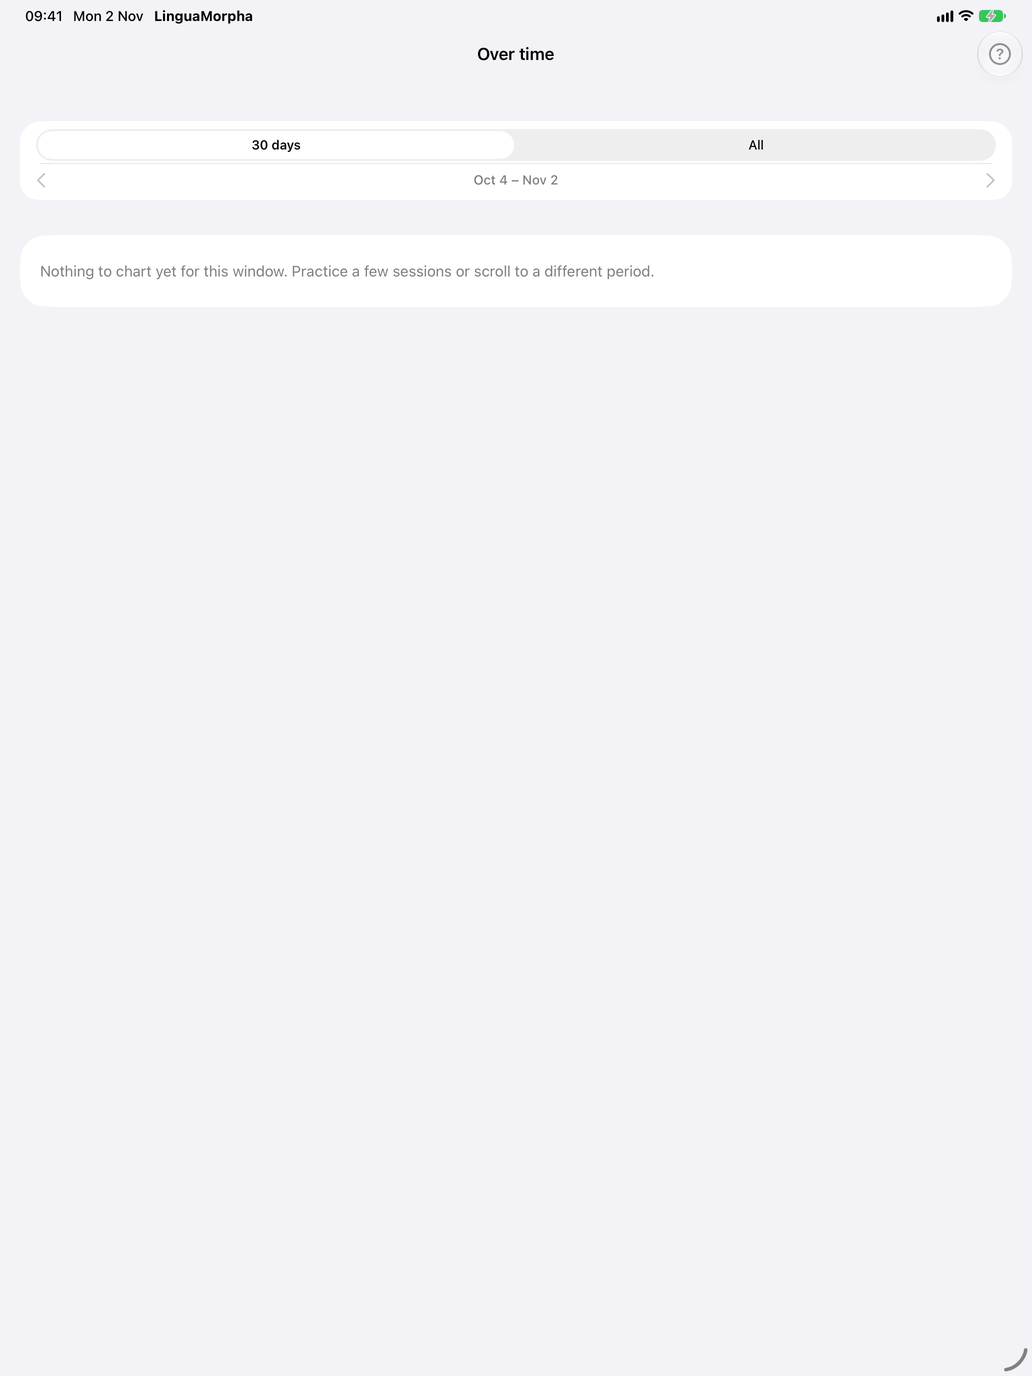 09:41 Mon 2 Nov LinguaMorpha
Over time
?
30 days
All
Oct 4 – Nov 2
Nothing to chart yet for this window. Practice a few sessions or scroll to a different period.